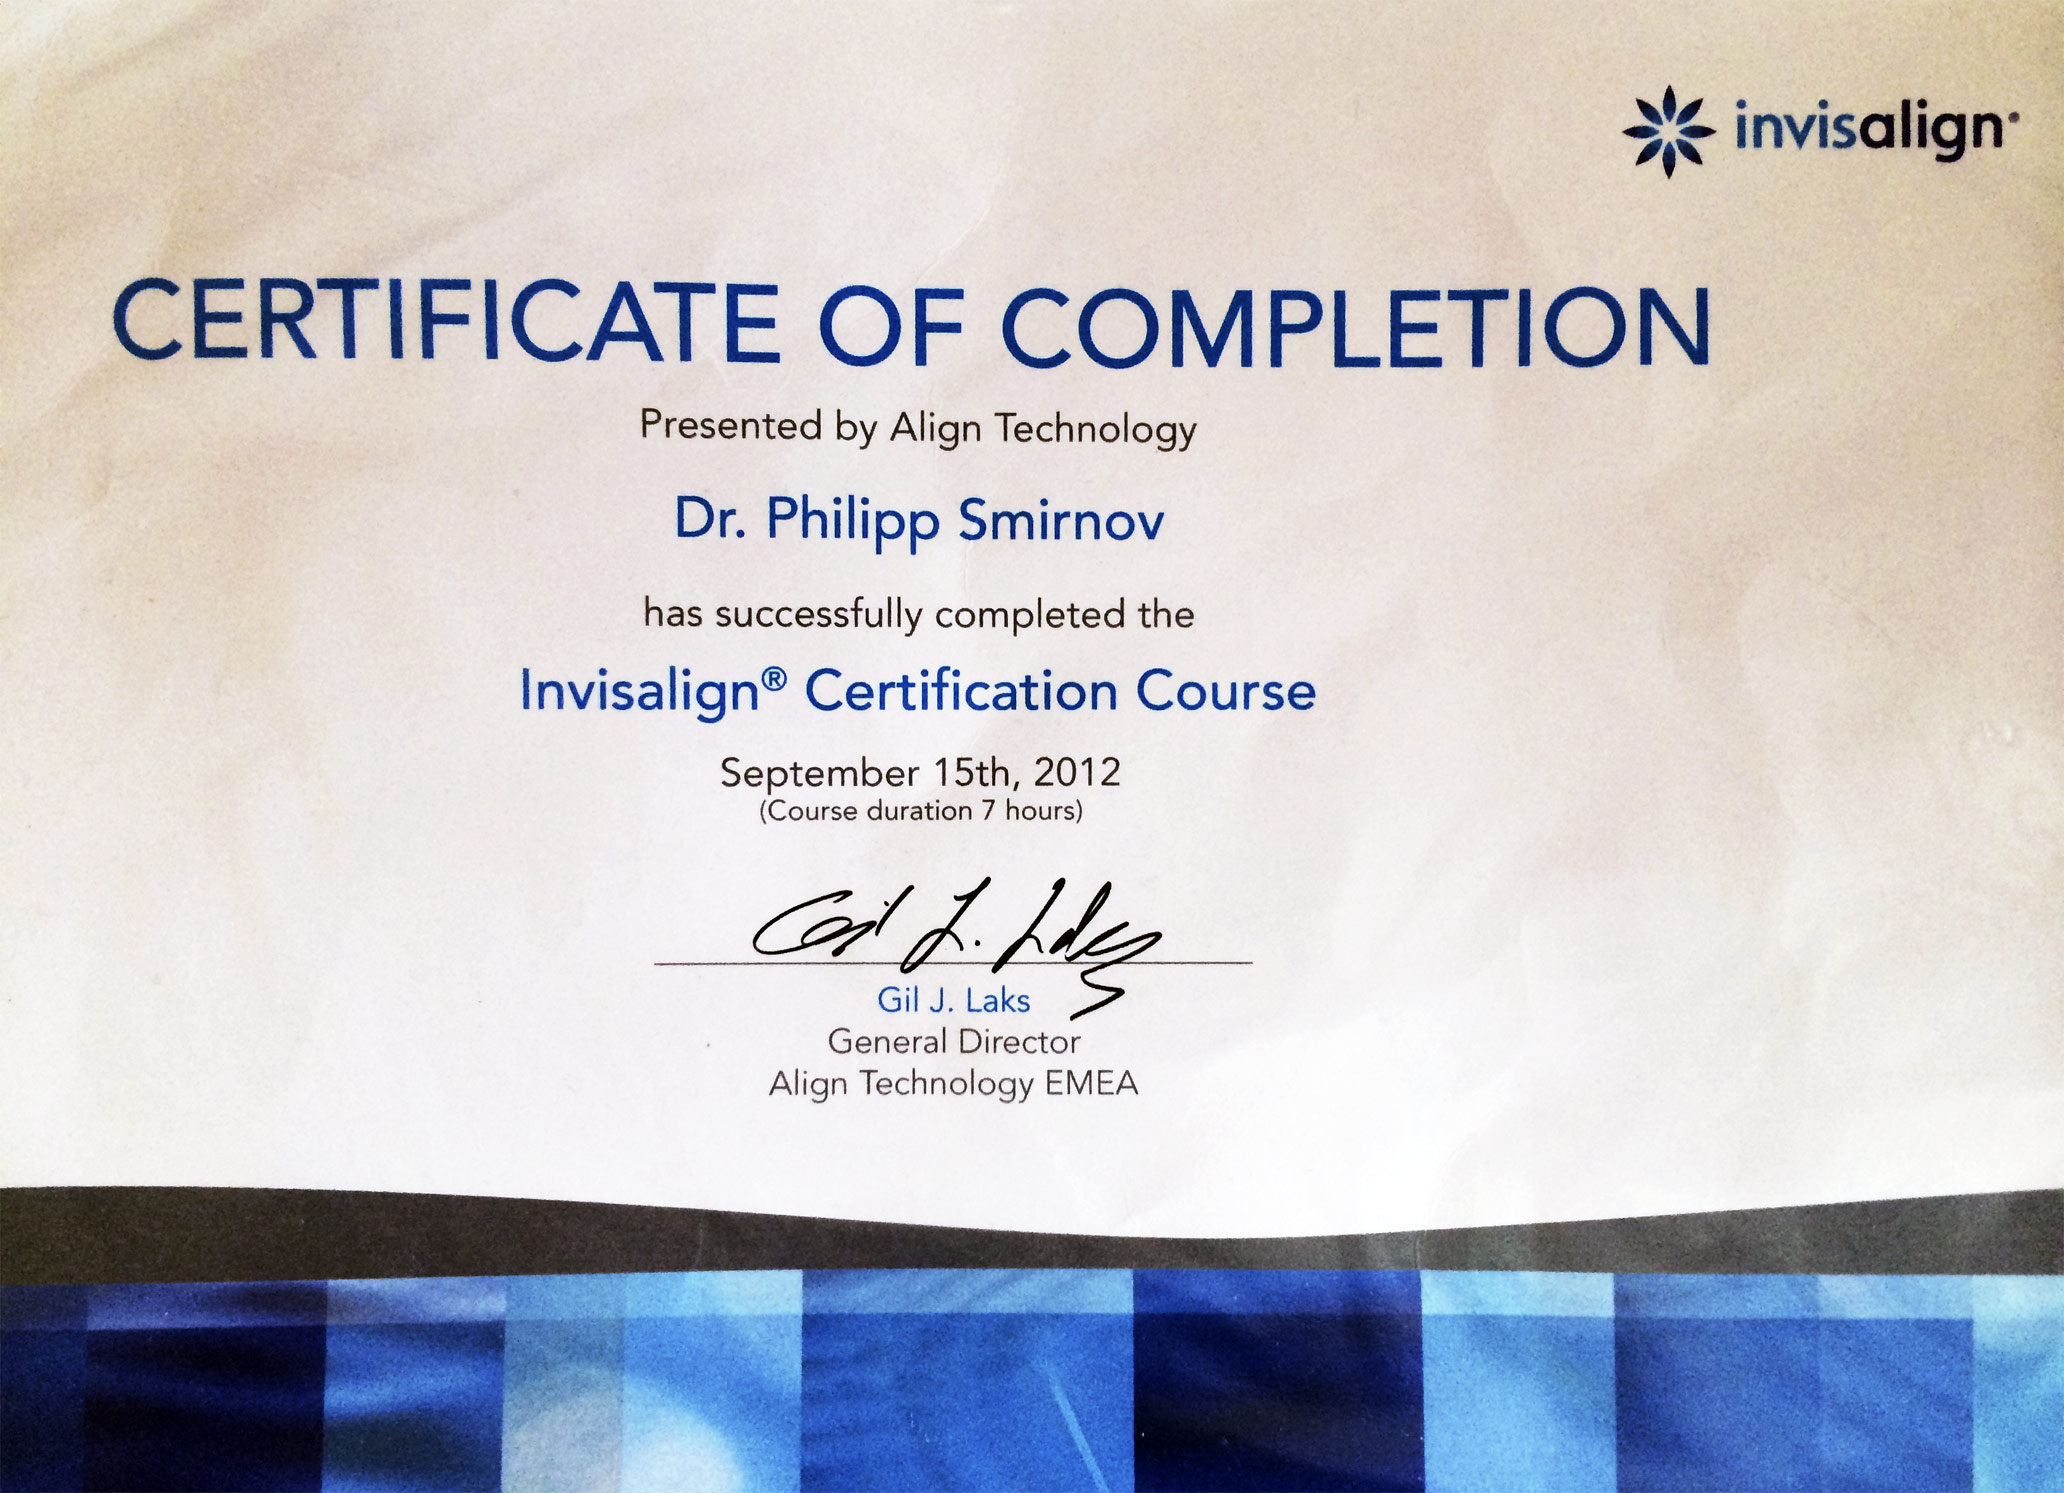 invisalign®
CERTIFICATE OF COMPLETION
Presented by Align Technology
Dr. Philipp Smirnov
has successfully completed the
Invisalign® Certification Course
September 15th, 2012
(Course duration 7 hours)
Gil J. Laks
Gil J. Laks
General Director
Align Technology EMEA